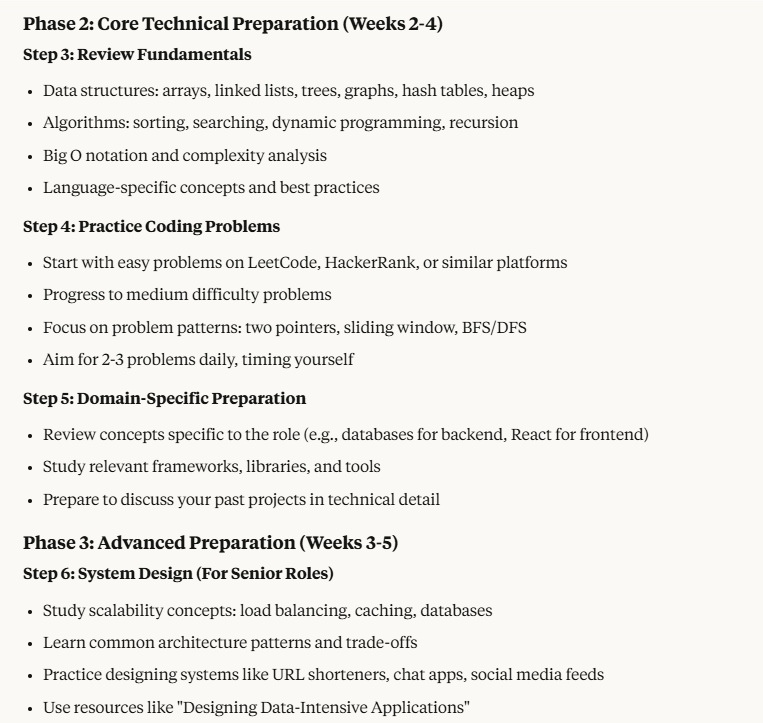 Phase 2: Core Technical Preparation (Weeks 2-4)
Step 3: Review Fundamentals
• Data structures: arrays, linked lists, trees, graphs, hash tables, heaps
• Algorithms: sorting, searching, dynamic programming, recursion
• Big O notation and complexity analysis
• Language-specific concepts and best practices
Step 4: Practice Coding Problems
• Start with easy problems on LeetCode, HackerRank, or similar platforms
• Progress to medium difficulty problems
• Focus on problem patterns: two pointers, sliding window, BFS/DFS
• Aim for 2-3 problems daily, timing yourself
Step 5: Domain-Specific Preparation
• Review concepts specific to the role (e.g., databases for backend, React for frontend)
• Study relevant frameworks, libraries, and tools
• Prepare to discuss your past projects in technical detail
Phase 3: Advanced Preparation (Weeks 3-5)
Step 6: System Design (For Senior Roles)
• Study scalability concepts: load balancing, caching, databases
• Learn common architecture patterns and trade-offs
• Practice designing systems like URL shorteners, chat apps, social media feeds
• Use resources like "Designing Data-Intensive Applications"